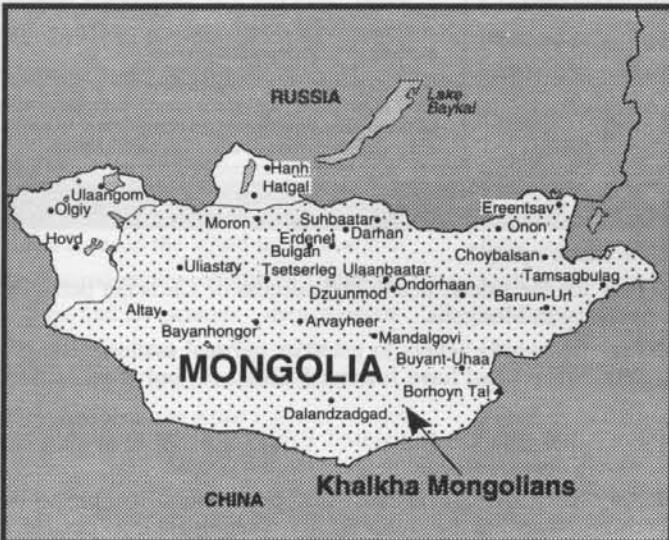 RUSSIA
Lake
Baykal
Hanh
Hatgal
Ulaangom
Olgiy
Hovd
Moron
Suhbaatar
Darhan
Erdenet
Bulgan
Ereentsav
Onon
Choybalsan
Uliastay
Tsetserleg
Ulaanbaatar
Ondorhaan
Dzuunmod
Tamsagbulag
Baruun-Urt
Altay
Bayanhongor
Arvayheer
Mandalgovi
MONGOLIA
Buyant-Uhaa
Borhoyn Tal
Dalandzadgad
Khalkha Mongolians
CHINA